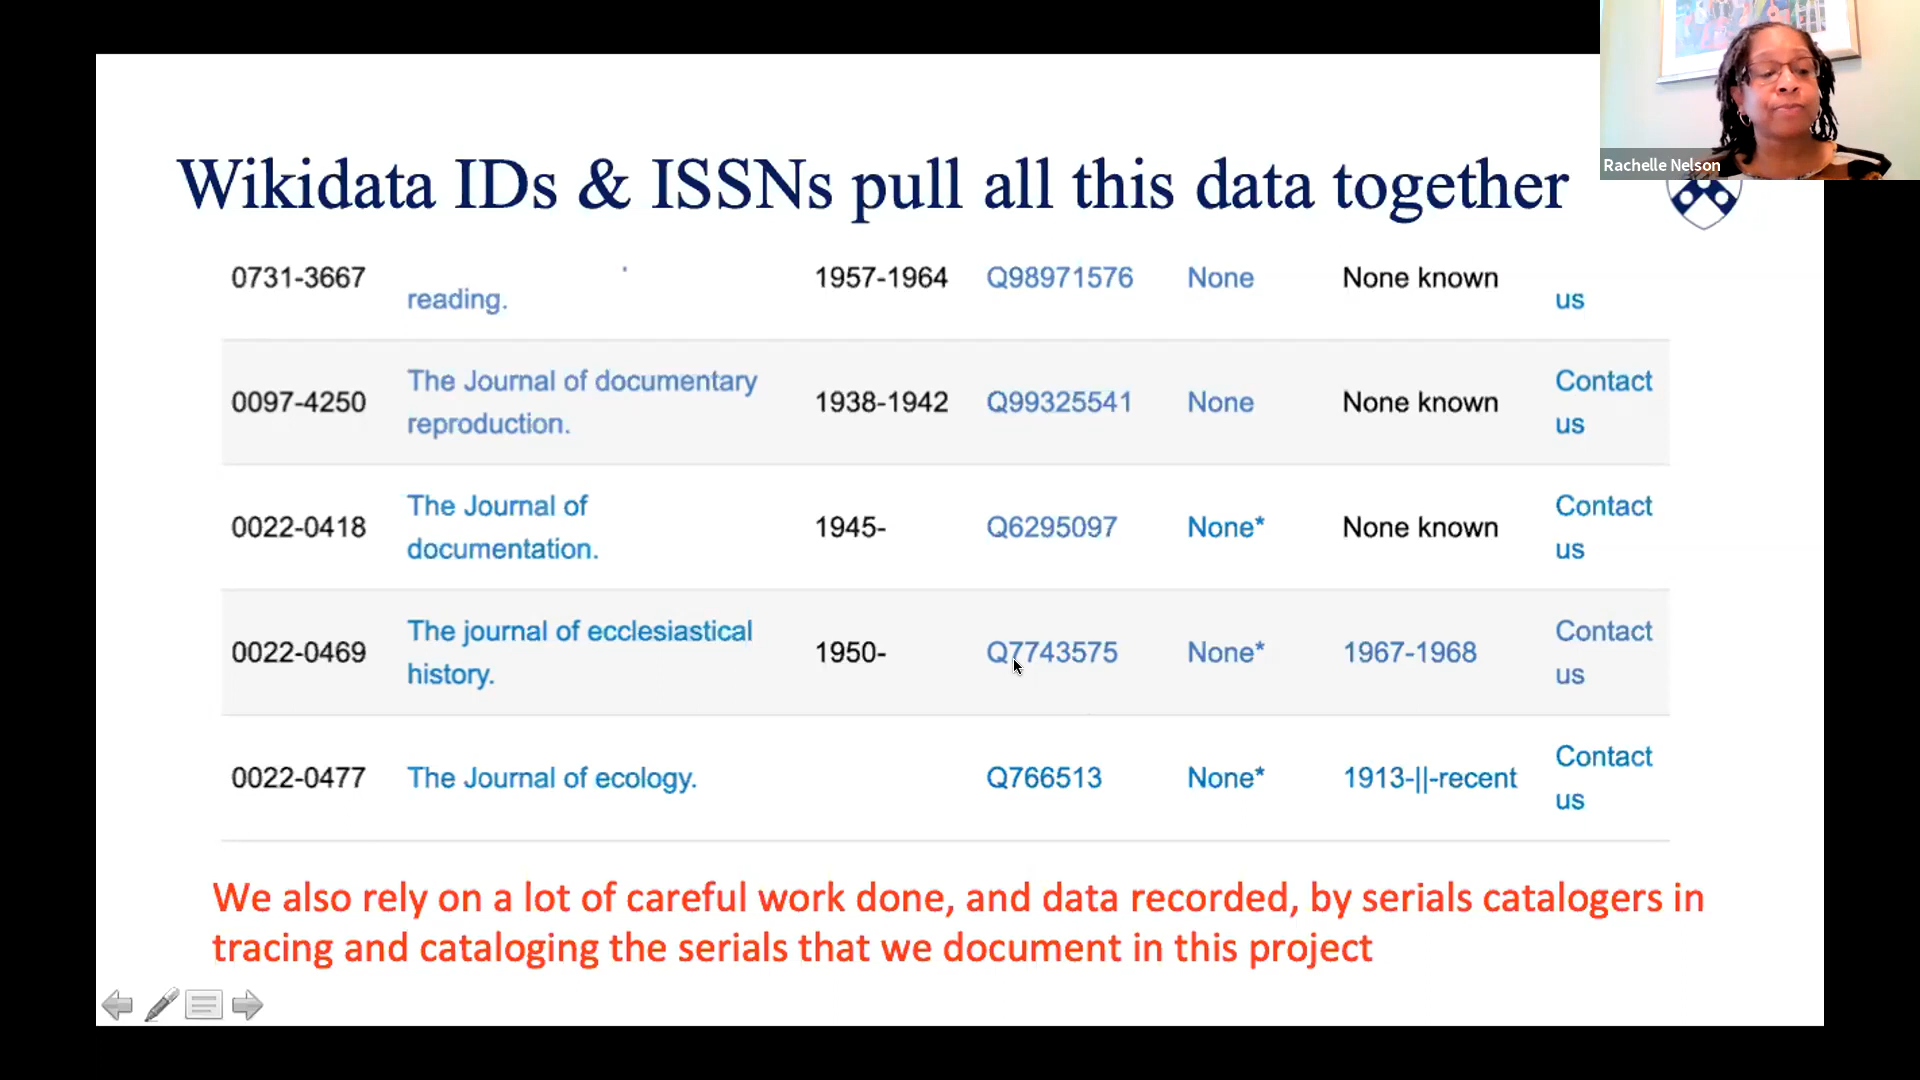 Rachelle Nelson
Wikidata IDs & ISSNs pull all this data together
0731-3667 reading. 1957-1964 Q98971576 None None known us
0097-4250 The Journal of documentary reproduction. 1938-1942 Q99325541 None None known Contact us
0022-0418 The Journal of documentation. 1945- Q6295097 None* None known Contact us
0022-0469 The journal of ecclesiastical history. 1950- Q7743575 None* 1967-1968 Contact us
0022-0477 The Journal of ecology. Q766513 None* 1913-||-recent Contact us
We also rely on a lot of careful work done, and data recorded, by serials catalogers in
tracing and cataloging the serials that we document in this project